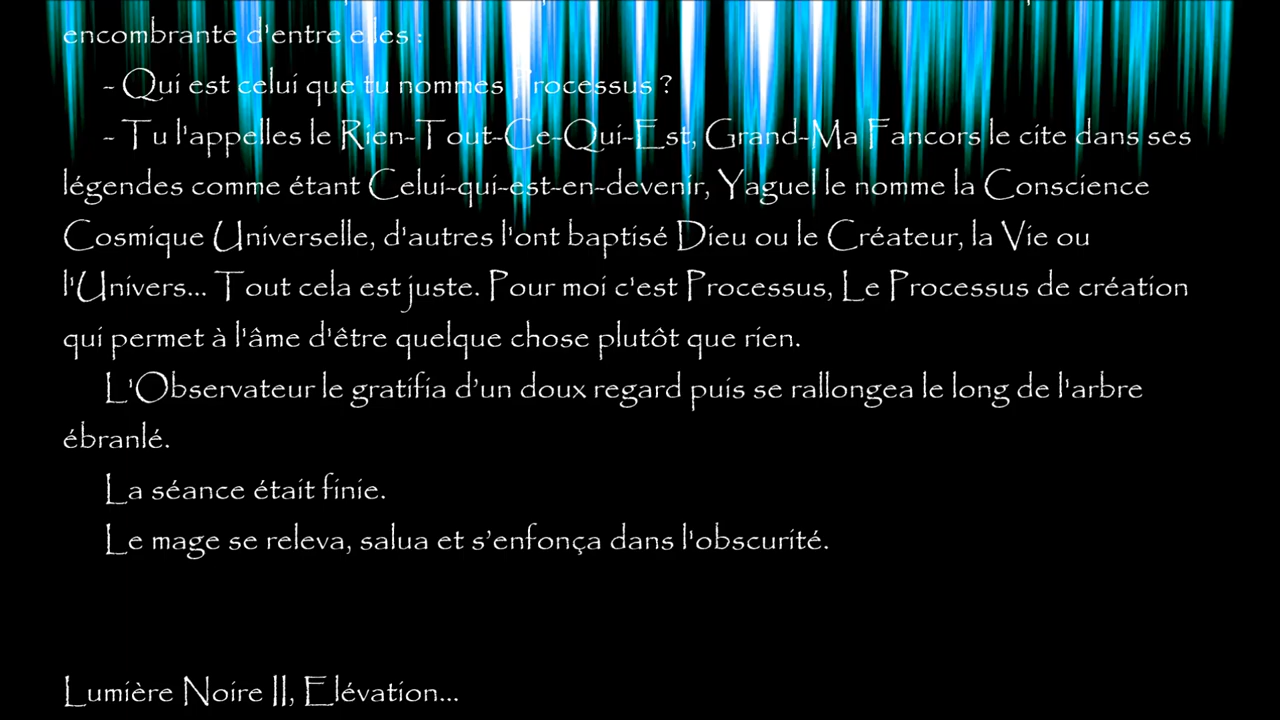 encombrante d'entre elles :
- Qui est celui que tu nommes Processus ?
- Tu l'appelles le Rien-Tout-Ce-Qui-Est, Grand-Ma Fancors le cite dans ses
légendes comme étant Celui-qui-est-en-devenir, Yaguel le nomme la Conscience
Cosmique Universelle, d'autres l'ont baptisé Dieu ou le Créateur, la Vie ou
l'Univers... Tout cela est juste. Pour moi c'est Processus, Le Processus de création
qui permet à l'âme d'être quelque chose plutôt que rien.
L'Observateur le gratifia d’un doux regard puis se rallongea le long de l'arbre
ébranlé.
La séance était finie.
Le mage se releva, salua et s’enfonça dans l'obscurité.
Lumière Noire II, Elévation...